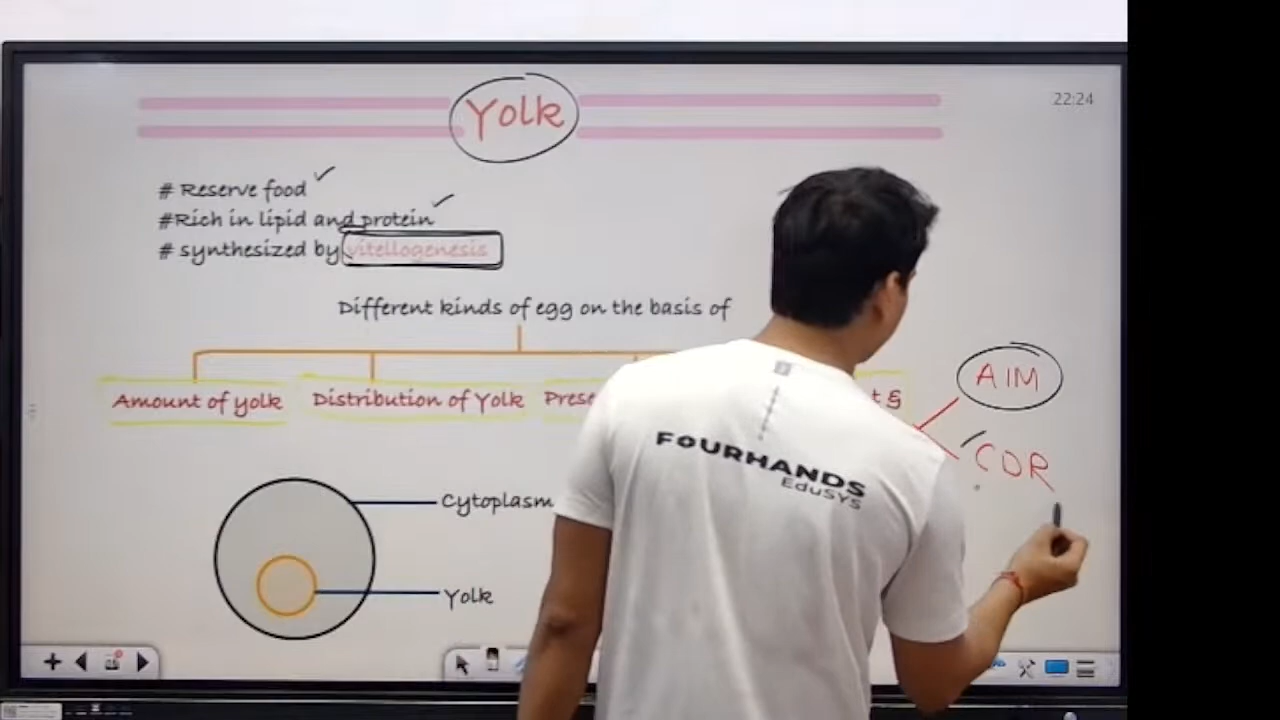 Yolk
22:24
# Reserve food
#Rich in lipid and protein
# synthesized by vitellogenesis
Different kinds of egg on the basis of
Amount of yolk
Distribution of Yolk
AIM
COR
FOURHANDS
EduSYS
Cytoplasm
Yolk